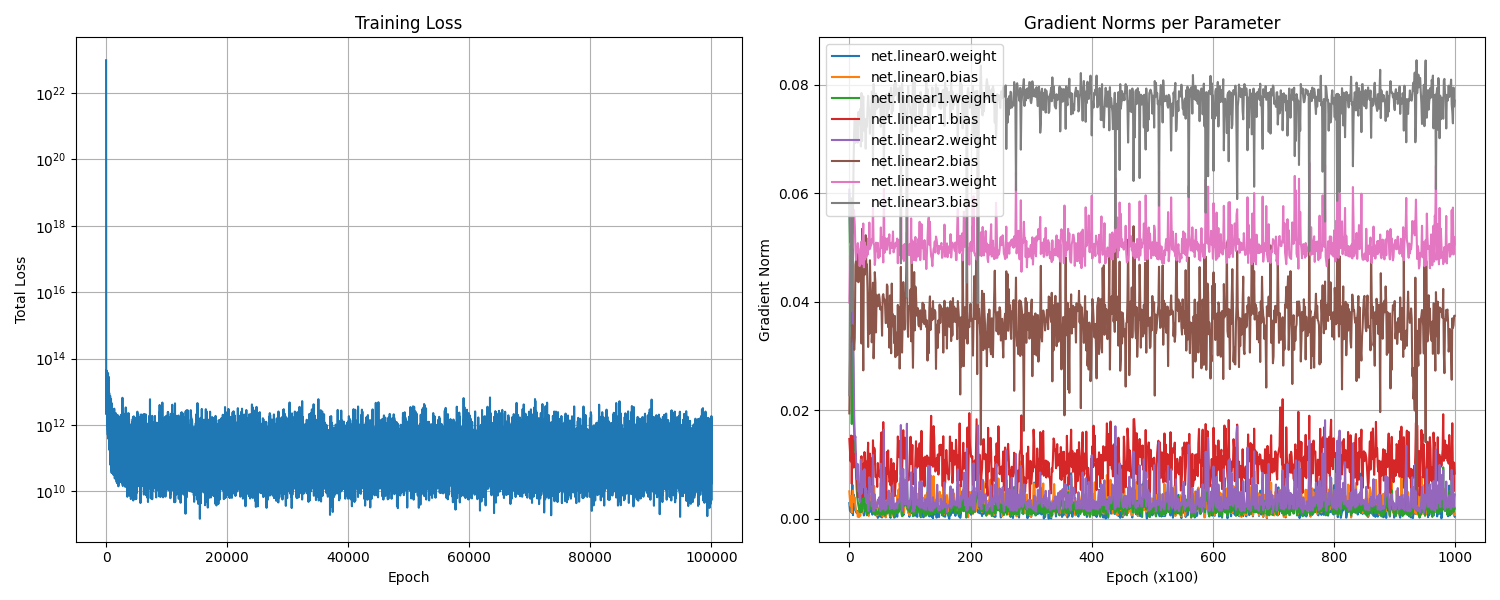 Training Loss
Total Loss
10^22
10^20
10^18
10^16
10^14
10^12
10^10
0 20000 40000 60000 80000 100000
Epoch
Gradient Norms per Parameter
Gradient Norm
0.08
0.06
0.04
0.02
0.00
net.linear0.weight
net.linear0.bias
net.linear1.weight
net.linear1.bias
net.linear2.weight
net.linear2.bias
net.linear3.weight
net.linear3.bias
0 200 400 600 800 1000
Epoch (x100)